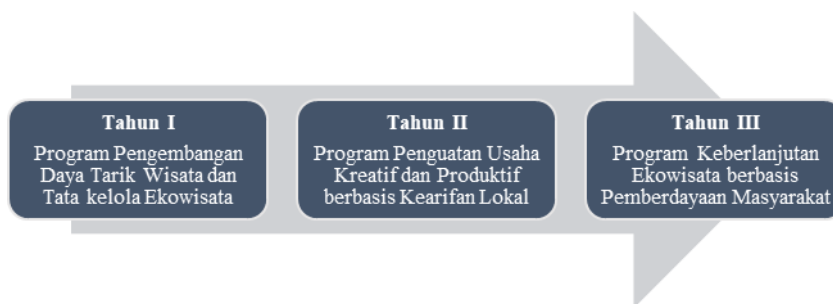 Tahun I
Program Pengembangan
Daya Tarik Wisata dan
Tata kelola Ekowisata
Tahun II
Program Penguatan Usaha
Kreatif dan Produktif
berbasis Kearifan Lokal
Tahun III
Program Keberlanjutan
Ekowisata berbasis
Pemberdayaan Masyarakat